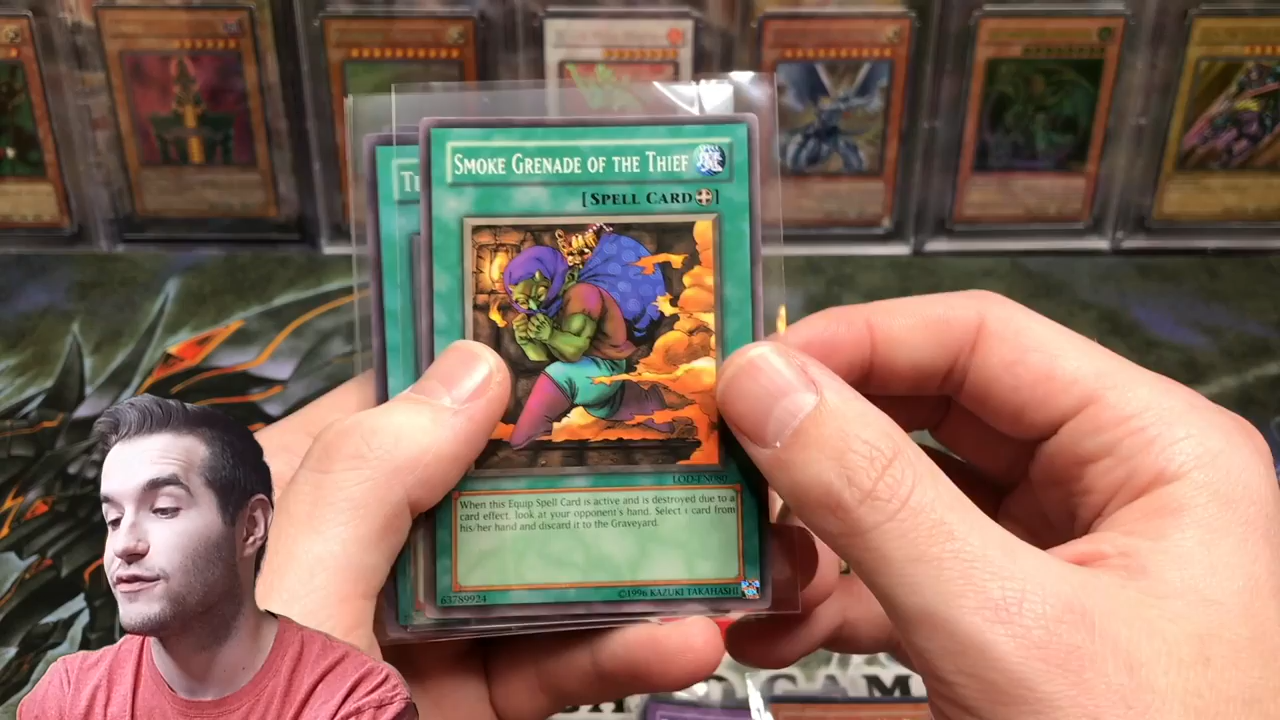 SMOKE GRENADE OF THE THIEF
[SPELL CARD]
LOD-EN080
When this Equip Spell Card is active and is destroyed due to a
card effect, look at your opponent's hand. Select 1 card from
his/her hand and discard it to the Graveyard.
63789924
©1996 KAZUKI TAKAHASHI